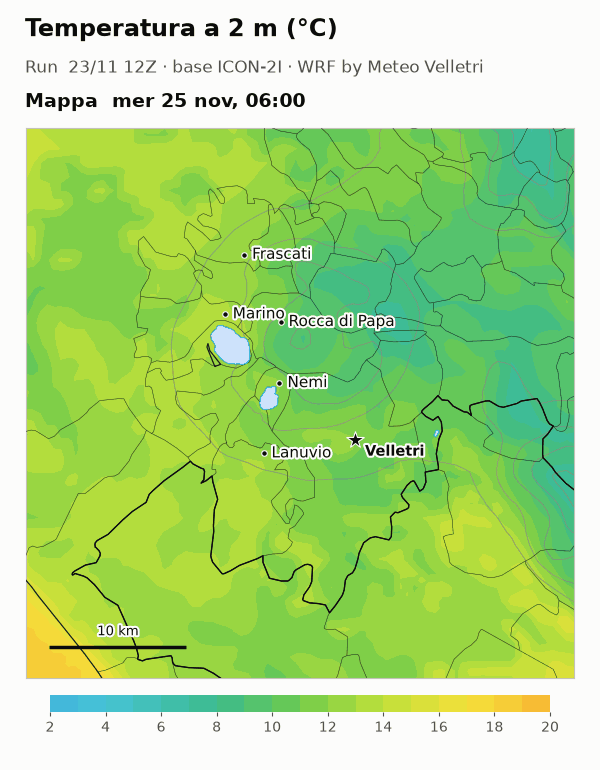 Temperatura a 2 m (°C)
Run  23/11 12Z · base ICON-2I · WRF by Meteo Velletri
Mappa  mer 25 nov, 06:00
Frascati
Marino
Rocca di Papa
Nemi
Velletri
Lanuvio
10 km
2 4 6 8 10 12 14 16 18 20